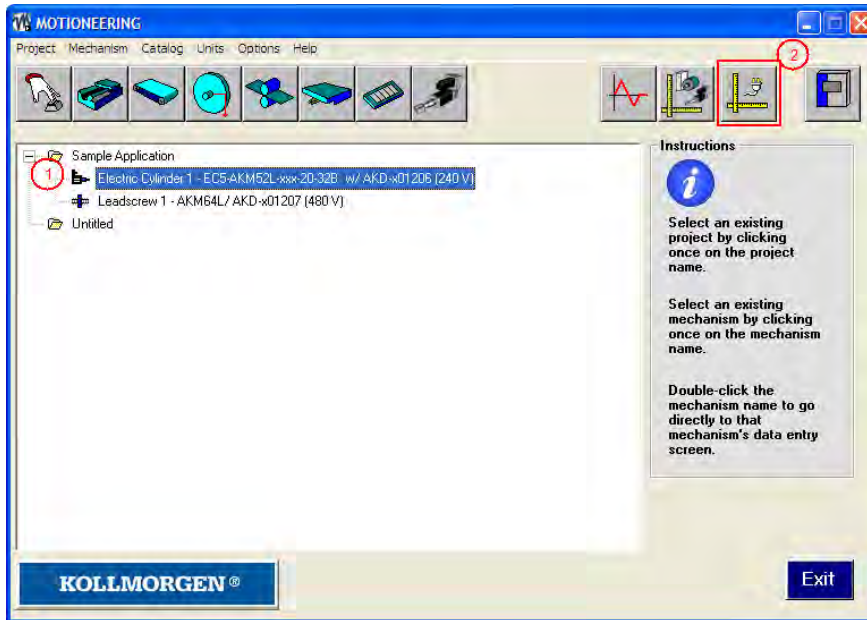 MOTIONEERING
Project Mechanism Catalog Units Options Help
2
Sample Application
1
Electric Cylinder 1 - EC5-AKM52L-xxx-20-32B w/ AKD-x01206 (240 V)
Leadscrew 1 - AKM64L/ AKD-x01207 (480 V)
Untitled
Instructions
i
Select an existing
project by clicking
once on the project
name.
Select an existing
mechanism by clicking
once on the mechanism
name.
Double-click the
mechanism name to go
directly to that
mechanism's data entry
screen.
KOLLMORGEN ®
Exit